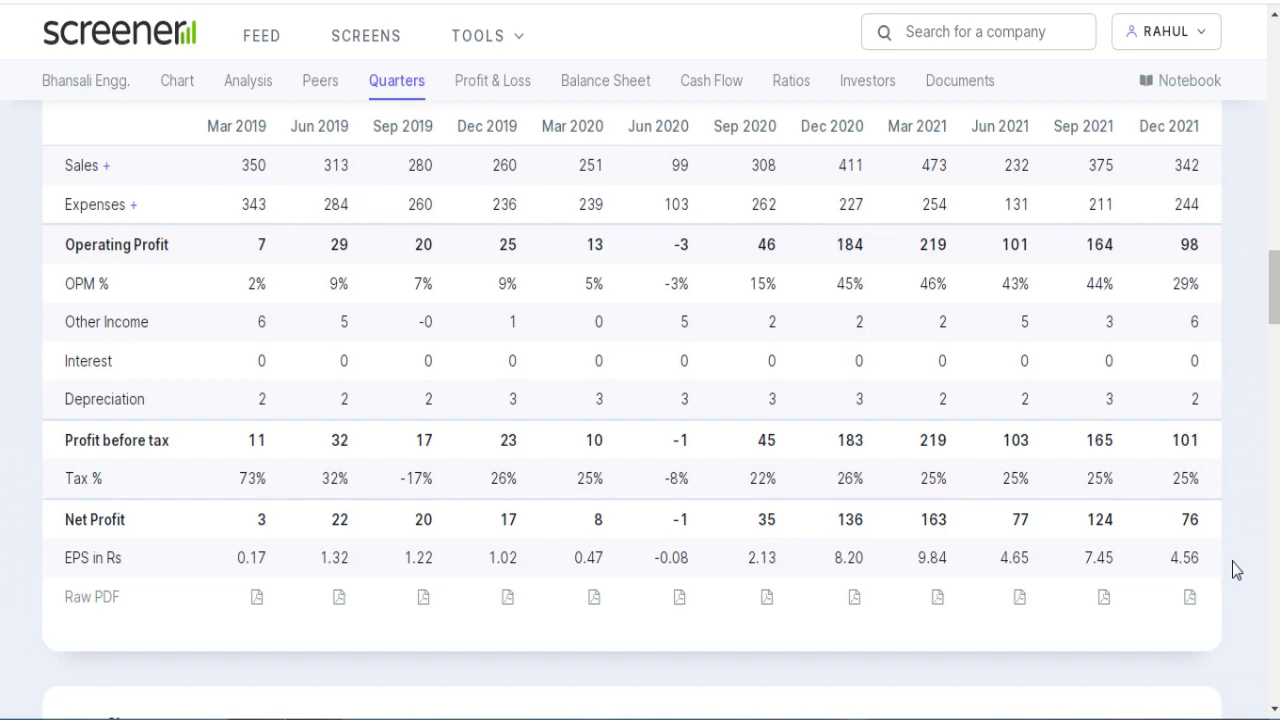 screener FEED SCREENS TOOLS Search for a company RAHUL
Bhansali Engg. Chart Analysis Peers Quarters Profit & Loss Balance Sheet Cash Flow Ratios Investors Documents Notebook
Mar 2019 Jun 2019 Sep 2019 Dec 2019 Mar 2020 Jun 2020 Sep 2020 Dec 2020 Mar 2021 Jun 2021 Sep 2021 Dec 2021
Sales + 350 313 280 260 251 99 308 411 473 232 375 342
Expenses + 343 284 260 236 239 103 262 227 254 131 211 244
Operating Profit 7 29 20 25 13 -3 46 184 219 101 164 98
OPM % 2% 9% 7% 9% 5% -3% 15% 45% 46% 43% 44% 29%
Other Income 6 5 -0 1 0 5 2 2 2 5 3 6
Interest 0 0 0 0 0 0 0 0 0 0 0 0
Depreciation 2 2 2 3 3 3 3 3 2 2 3 2
Profit before tax 11 32 17 23 10 -1 45 183 219 103 165 101
Tax % 73% 32% -17% 26% 25% -8% 22% 26% 25% 25% 25% 25%
Net Profit 3 22 20 17 8 -1 35 136 163 77 124 76
EPS in Rs 0.17 1.32 1.22 1.02 0.47 -0.08 2.13 8.20 9.84 4.65 7.45 4.56
Raw PDF